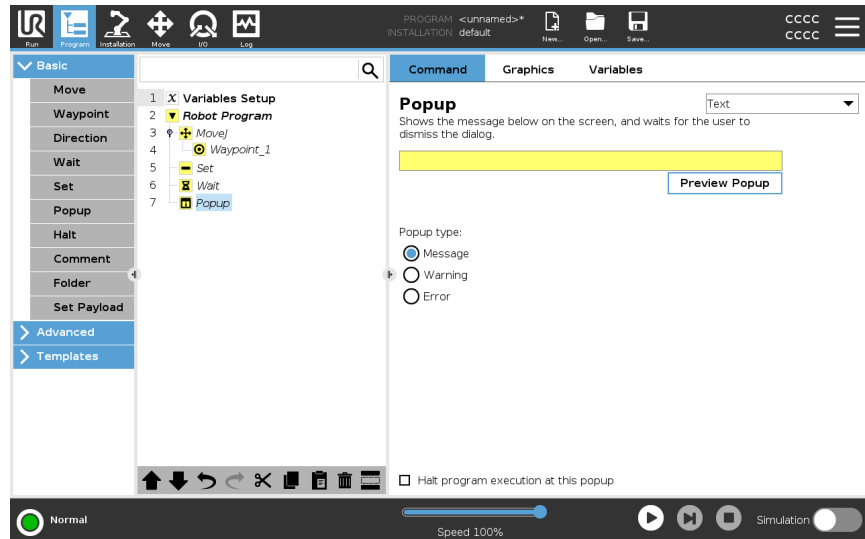 UR
Run
Program
Installation
Move
I/O
Log
PROGRAM <unnamed>*
INSTALLATION default
New...
Open...
Save...
cccc
cccc
Basic
Move
Waypoint
Direction
Wait
Set
Popup
Halt
Comment
Folder
Set Payload
Advanced
Templates
1 X Variables Setup
2 Robot Program
3 MoveJ
4 Waypoint_1
5 Set
6 Wait
7 Popup
Command Graphics Variables
Popup
Text
Shows the message below on the screen, and waits for the user to
dismiss the dialog.
Preview Popup
Popup type:
Message
Warning
Error
Halt program execution at this popup
Normal
Speed 100%
Simulation